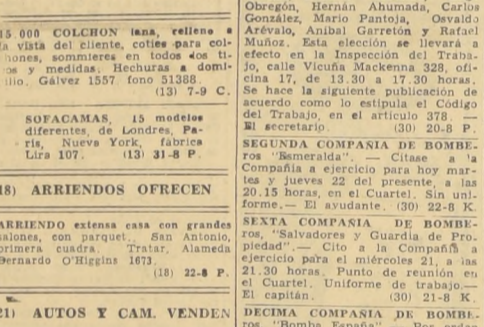 15.000 COLCHON lana, relleno a
la vista del cliente, coties para col-
hones, sommieres en todos los ti-
os y medidas. Hechuras a domi-
ilio. Gálvez 1557 fono 51388.
(13) 7-9 C.
SOFACAMAS, 15 modelos
diferentes, de Londres, Pa-
rís, Nueva York, fábrica
Lira 107. (13) 31-8 P.
18) ARRIENDOS OFRECEN
ARRIENDO extensa casa con grandes
salones, con parquet. San Antonio,
primera cuadra. Tratar, Alameda
Bernardo O'Higgins 1673.
(18) 22-8 P.
21) AUTOS Y CAM. VENDEN
Obregón, Hernán Ahumada, Carlos
González, Mario Pantoja, Osvaldo
Arévalo, Aníbal Garretón y Rafael
Muñoz. Esta elección se llevará a
efecto en la Inspección del Traba-
jo, calle Vicuña Mackenna 328, ofi-
cina 17, de 13.30 a 17.30 horas.
Se hace la siguiente publicación de
acuerdo como lo estipula el Código
del Trabajo, en el artículo 378. —
El secretario. (30) 20-8 P.
SEGUNDA COMPAÑIA DE BOMBE-
ros "Esmeralda". — Cítase a la
Compañía a ejercicio para hoy mar-
tes y jueves 22 del presente, a las
20.15 horas, en el Cuartel. Sin uni-
forme.— El ayudante. (30) 22-8 K.
SEXTA COMPAÑIA DE BOMBE-
ros, "Salvadores y Guardia de Pro-
piedad".— Cito a la Compañía a
ejercicio para el miércoles 21, a las
21.30 horas. Punto de reunión en
el Cuartel. Uniforme de trabajo.—
El capitán. (30) 21-8 K.
DECIMA COMPAÑIA DE BOMBE-
ros "Bomba España".